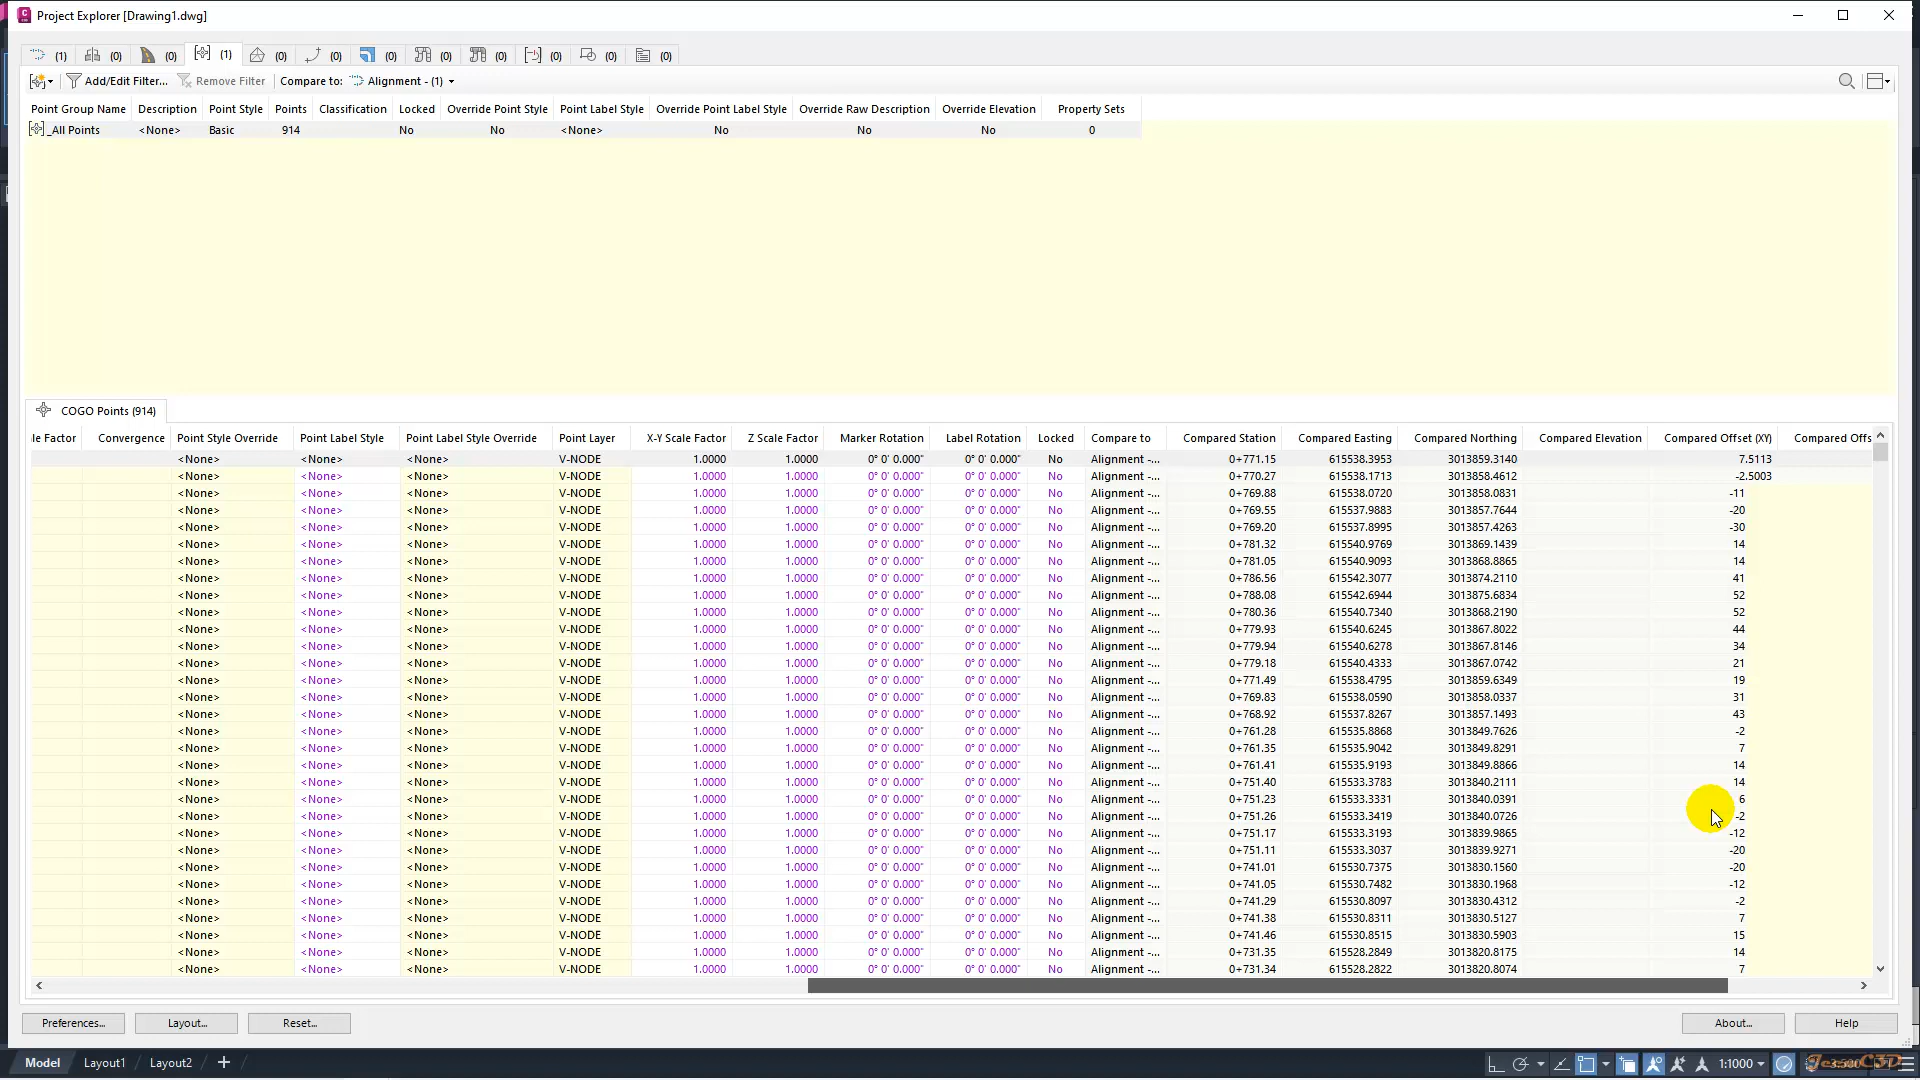 Project Explorer [Drawing1.dwg]
(1) (0) (0) (1) (0) (0) (0) (0) (0) (0) (0) (0)
Add/Edit Filter... Remove Filter Compare to: Alignment - (1)
Point Group Name Description Point Style Points Classification Locked Override Point Style Point Label Style Override Point Label Style Override Raw Description Override Elevation Property Sets
_All Points <None> Basic 914 No No <None> No No No 0
COGO Points (914)
le Factor Convergence Point Style Override Point Label Style Point Label Style Override Point Layer X-Y Scale Factor Z Scale Factor Marker Rotation Label Rotation Locked Compare to Compared Station Compared Easting Compared Northing Compared Elevation Compared Offset (XY) Compared Offs
<None> <None> <None> V-NODE 1.0000 1.0000 0° 0' 0.000" 0° 0' 0.000" No Alignment -... 0+771.15 615538.3953 3013859.3140 7.5113
<None> <None> <None> V-NODE 1.0000 1.0000 0° 0' 0.000" 0° 0' 0.000" No Alignment -... 0+770.27 615538.1713 3013858.4612 -2.5003
<None> <None> <None> V-NODE 1.0000 1.0000 0° 0' 0.000" 0° 0' 0.000" No Alignment -... 0+769.88 615538.0720 3013858.0831 -11
<None> <None> <None> V-NODE 1.0000 1.0000 0° 0' 0.000" 0° 0' 0.000" No Alignment -... 0+769.55 615537.9883 3013857.7644 -20
<None> <None> <None> V-NODE 1.0000 1.0000 0° 0' 0.000" 0° 0' 0.000" No Alignment -... 0+769.20 615537.8995 3013857.4263 -30
<None> <None> <None> V-NODE 1.0000 1.0000 0° 0' 0.000" 0° 0' 0.000" No Alignment -... 0+781.32 615540.9769 3013869.1439 14
<None> <None> <None> V-NODE 1.0000 1.0000 0° 0' 0.000" 0° 0' 0.000" No Alignment -... 0+781.05 615540.9093 3013868.8865 14
<None> <None> <None> V-NODE 1.0000 1.0000 0° 0' 0.000" 0° 0' 0.000" No Alignment -... 0+786.56 615542.3077 3013874.2110 41
<None> <None> <None> V-NODE 1.0000 1.0000 0° 0' 0.000" 0° 0' 0.000" No Alignment -... 0+788.08 615542.6944 3013875.6834 52
<None> <None> <None> V-NODE 1.0000 1.0000 0° 0' 0.000" 0° 0' 0.000" No Alignment -... 0+780.36 615540.7340 3013868.2190 52
<None> <None> <None> V-NODE 1.0000 1.0000 0° 0' 0.000" 0° 0' 0.000" No Alignment -... 0+779.93 615540.6245 3013867.8022 44
<None> <None> <None> V-NODE 1.0000 1.0000 0° 0' 0.000" 0° 0' 0.000" No Alignment -... 0+779.94 615540.6278 3013867.8146 34
<None> <None> <None> V-NODE 1.0000 1.0000 0° 0' 0.000" 0° 0' 0.000" No Alignment -... 0+779.18 615540.4333 3013867.0742 21
<None> <None> <None> V-NODE 1.0000 1.0000 0° 0' 0.000" 0° 0' 0.000" No Alignment -... 0+771.49 615538.4795 3013859.6349 19
<None> <None> <None> V-NODE 1.0000 1.0000 0° 0' 0.000" 0° 0' 0.000" No Alignment -... 0+769.83 615538.0590 3013858.0337 31
<None> <None> <None> V-NODE 1.0000 1.0000 0° 0' 0.000" 0° 0' 0.000" No Alignment -... 0+768.92 615537.8267 3013857.1493 43
<None> <None> <None> V-NODE 1.0000 1.0000 0° 0' 0.000" 0° 0' 0.000" No Alignment -... 0+761.28 615535.8868 3013849.7626 -2
<None> <None> <None> V-NODE 1.0000 1.0000 0° 0' 0.000" 0° 0' 0.000" No Alignment -... 0+761.35 615535.9042 3013849.8291 7
<None> <None> <None> V-NODE 1.0000 1.0000 0° 0' 0.000" 0° 0' 0.000" No Alignment -... 0+761.41 615535.9193 3013849.8866 14
<None> <None> <None> V-NODE 1.0000 1.0000 0° 0' 0.000" 0° 0' 0.000" No Alignment -... 0+751.40 615533.3783 3013840.2111 14
<None> <None> <None> V-NODE 1.0000 1.0000 0° 0' 0.000" 0° 0' 0.000" No Alignment -... 0+751.23 615533.3331 3013840.0391 6
<None> <None> <None> V-NODE 1.0000 1.0000 0° 0' 0.000" 0° 0' 0.000" No Alignment -... 0+751.26 615533.3419 3013840.0726 -2
<None> <None> <None> V-NODE 1.0000 1.0000 0° 0' 0.000" 0° 0' 0.000" No Alignment -... 0+751.17 615533.3193 3013839.9865 -12
<None> <None> <None> V-NODE 1.0000 1.0000 0° 0' 0.000" 0° 0' 0.000" No Alignment -... 0+751.11 615533.3037 3013839.9271 -20
<None> <None> <None> V-NODE 1.0000 1.0000 0° 0' 0.000" 0° 0' 0.000" No Alignment -... 0+741.01 615530.7375 3013830.1560 -20
<None> <None> <None> V-NODE 1.0000 1.0000 0° 0' 0.000" 0° 0' 0.000" No Alignment -... 0+741.05 615530.7482 3013830.1968 -12
<None> <None> <None> V-NODE 1.0000 1.0000 0° 0' 0.000" 0° 0' 0.000" No Alignment -... 0+741.29 615530.8097 3013830.4312 -2
<None> <None> <None> V-NODE 1.0000 1.0000 0° 0' 0.000" 0° 0' 0.000" No Alignment -... 0+741.38 615530.8311 3013830.5127 7
<None> <None> <None> V-NODE 1.0000 1.0000 0° 0' 0.000" 0° 0' 0.000" No Alignment -... 0+741.46 615530.8515 3013830.5903 15
<None> <None> <None> V-NODE 1.0000 1.0000 0° 0' 0.000" 0° 0' 0.000" No Alignment -... 0+731.35 615528.2849 3013820.8175 14
<None> <None> <None> V-NODE 1.0000 1.0000 0° 0' 0.000" 0° 0' 0.000" No Alignment -... 0+731.34 615528.2822 3013820.8074 7
Preferences... Layout... Reset... About... Help
Model Layout1 Layout2 1:1000